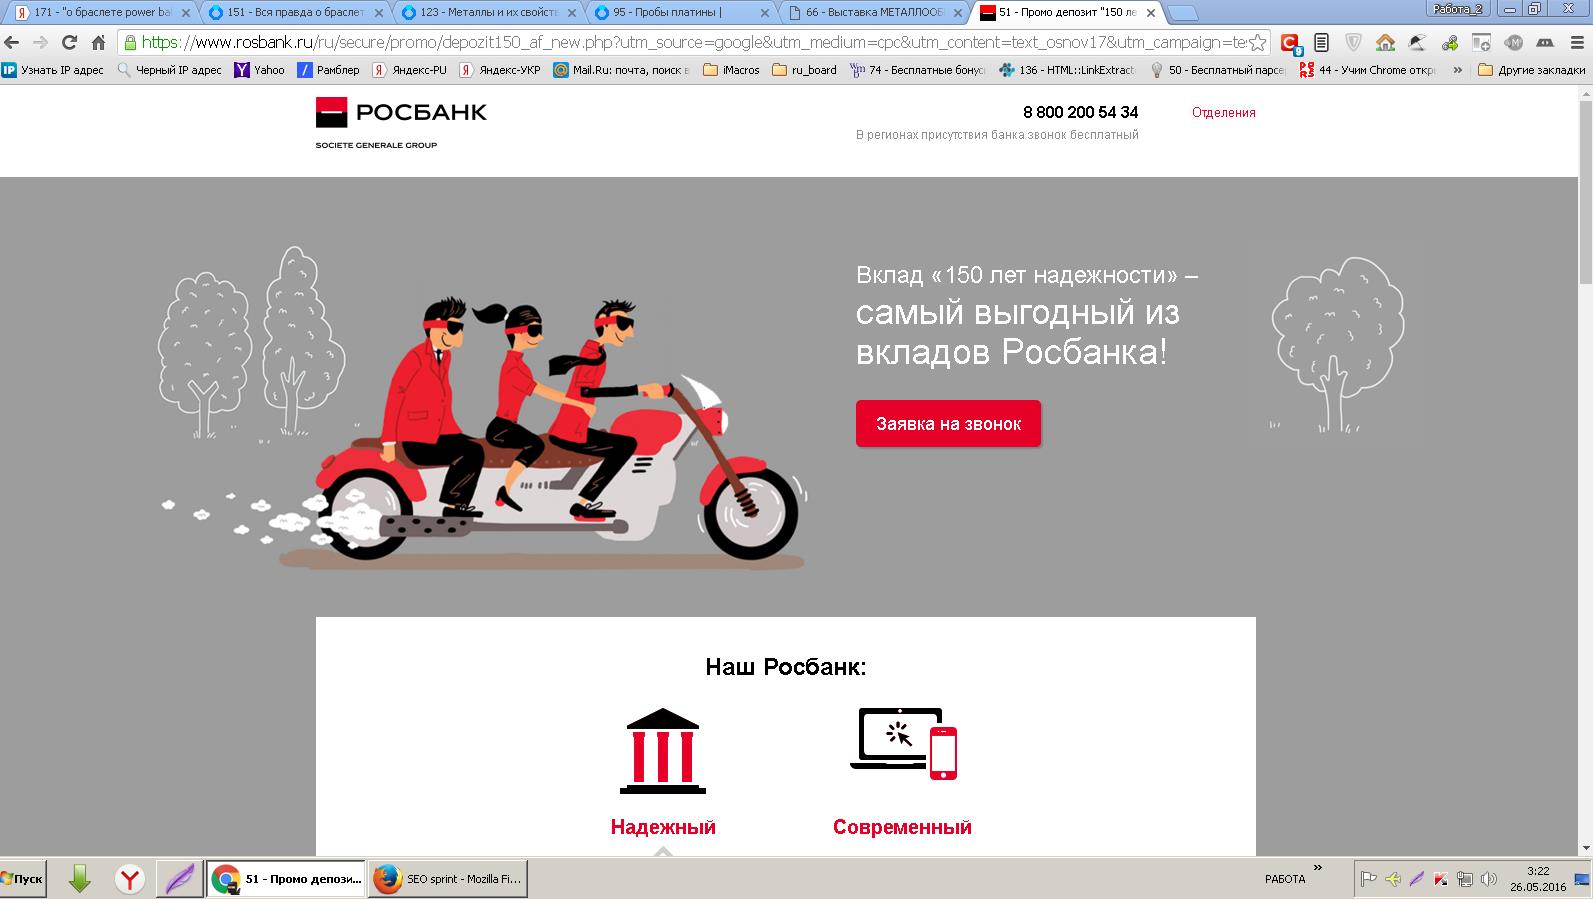 171 - "о браслете power bal
151 - Вся правда о браслет
123 - Металлы и их свойств
95 - Пробы платины |
66 - Выставка МЕТАЛЛООБ
51 - Промо депозит "150 ле
Работа_2
https://www.rosbank.ru/ru/secure/promo/depozit150_af_new.php?utm_source=google&utm_medium=cpc&utm_content=text_osnov17&utm_campaign=te
9
IP Узнать IP адрес
Черный IP адрес
Yahoo
Рамблер
Яндекс-РU
Яндекс-УКР
Mail.Ru: почта, поиск в
iMacros
ru_board
74 - Бесплатные бонус
136 - HTML::LinkExtract
50 - Бесплатный парсе
44 - Учим Chrome откр
»
Другие закладки
РОСБАНК
SOCIETE GENERALE GROUP
8 800 200 54 34
В регионах присутствия банка звонок бесплатный
Отделения
Вклад «150 лет надежности» –
самый выгодный из
вкладов Росбанка!
Заявка на звонок
Наш Росбанк:
Надежный
Современный
Пуск
51 - Промо депози...
SEO sprint - Mozilla Fi...
РАБОТА
»
3:22
26.05.2016